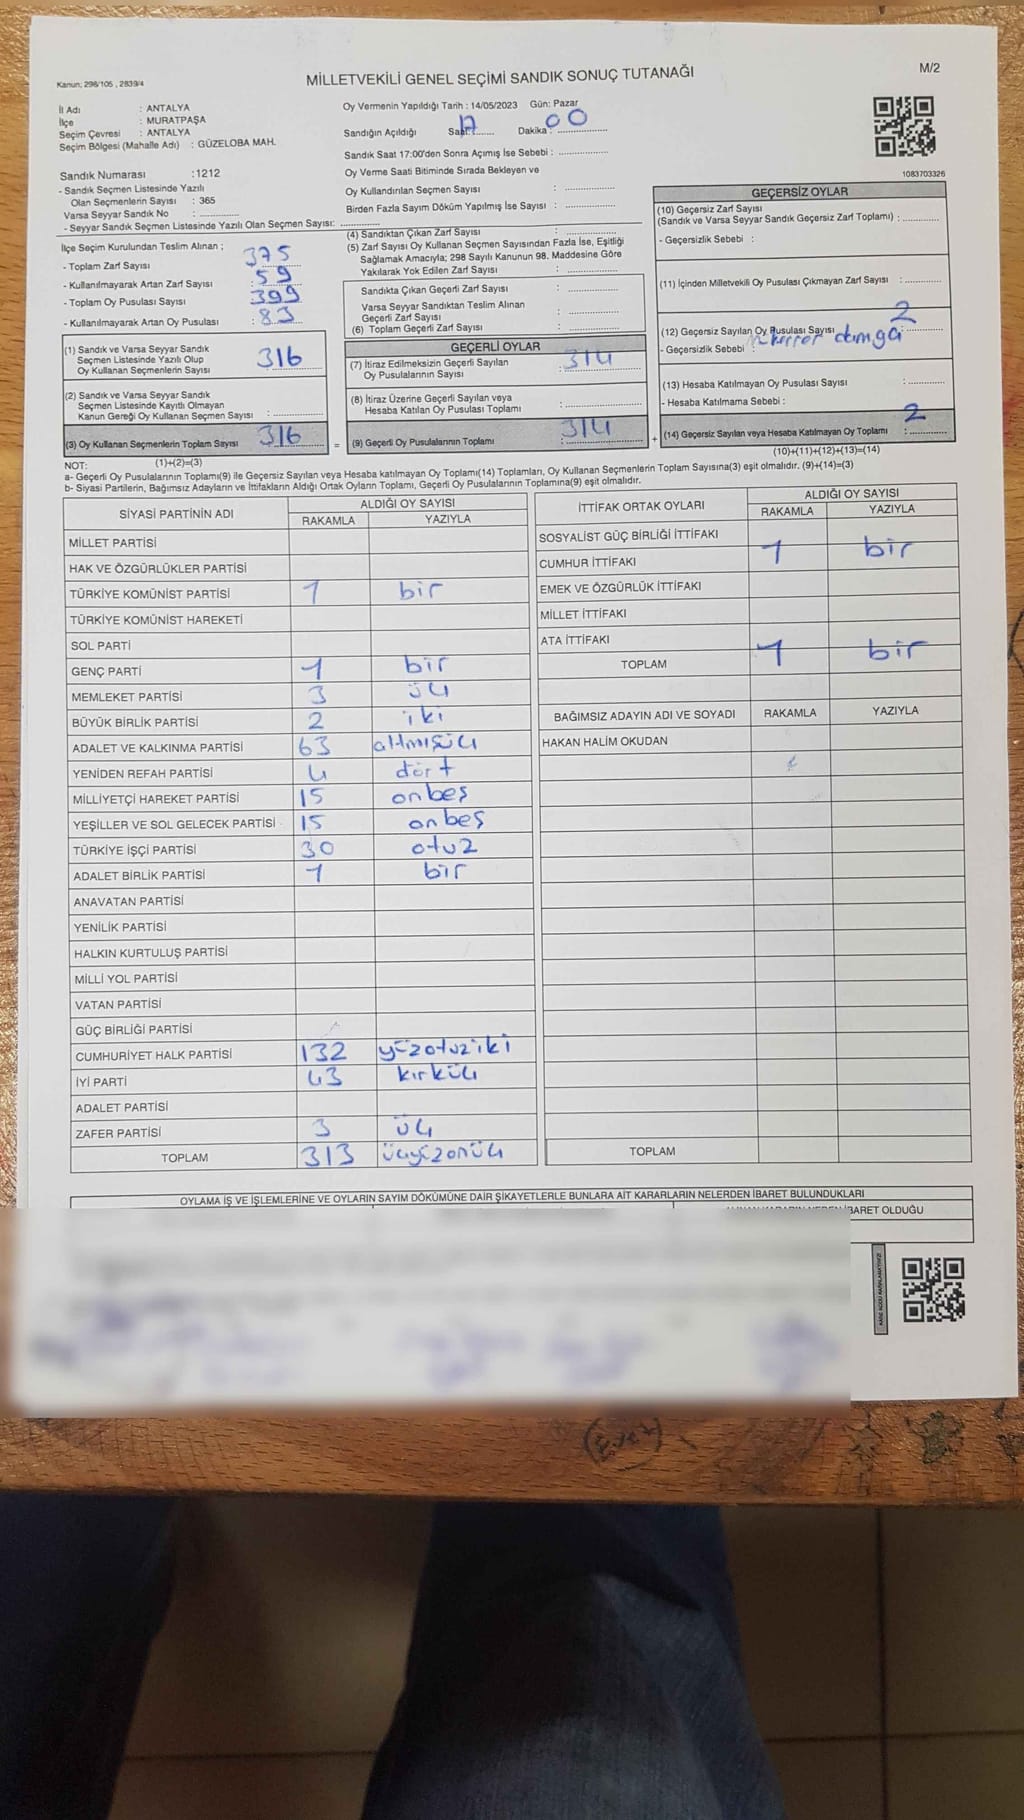 MİLLETVEKİLİ GENEL SEÇİMİ SANDIK SONUÇ TUTANAĞI
M/2
Kanun: 298/105 , 2839/4
İl Adı : ANTALYA
İlçe : MURATPAŞA
Seçim Çevresi : ANTALYA
Seçim Bölgesi (Mahalle Adı) : GÜZELOBA MAH.
Sandık Numarası :1212
- Sandık Seçmen Listesinde Yazılı
Olan Seçmenlerin Sayısı : 365
Varsa Seyyar Sandık No :
- Seyyar Sandık Seçmen Listesinde Yazılı Olan Seçmen Sayısı:
İlçe Seçim Kurulundan Teslim Alınan ;
- Toplam Zarf Sayısı : 375
- Kullanılmayarak Artan Zarf Sayısı : 59
- Toplam Oy Pusulası Sayısı : 399
- Kullanılmayarak Artan Oy Pusulası : 83
(1) Sandık ve Varsa Seyyar Sandık
Seçmen Listesinde Yazılı Olup
Oy Kullanan Seçmenlerin Sayısı : 316
(2) Sandık ve Varsa Seyyar Sandık
Seçmen Listesinde Kayıtlı Olmayan
Kanun Gereği Oy Kullanan Seçmen Sayısı :
(3) Oy Kullanan Seçmenlerin Toplam Sayısı : 316
(1)+(2)=(3)
Oy Vermenin Yapıldığı Tarih : 14/05/2023 Gün: Pazar
Sandığın Açıldığı Saat : 17 Dakika : 00
Sandık Saat 17:00'den Sonra Açımış İse Sebebi :
Oy Verme Saati Bitiminde Sırada Bekleyen ve
Oy Kullandırılan Seçmen Sayısı :
Birden Fazla Sayım Döküm Yapılmış İse Sayısı :
(4) Sandıktan Çıkan Zarf Sayısı :
(5) Zarf Sayısı Oy Kullanan Seçmen Sayısından Fazla İse, Eşitliği
Sağlamak Amacıyla; 298 Sayılı Kanunun 98. Maddesine Göre
Yakılarak Yok Edilen Zarf Sayısı :
Sandıkta Çıkan Geçerli Zarf Sayısı :
Varsa Seyyar Sandıktan Teslim Alınan
Geçerli Zarf Sayısı :
(6) Toplam Geçerli Zarf Sayısı :
GEÇERLİ OYLAR
(7) İtiraz Edilmeksizin Geçerli Sayılan
Oy Pusulalarının Sayısı : 314
(8) İtiraz Üzerine Geçerli Sayılan veya
Hesaba Katılan Oy Pusulası Toplamı :
= (9) Geçerli Oy Pusulalarının Toplamı : 314 +
1083703326
GEÇERSİZ OYLAR
(10) Geçersiz Zarf Sayısı
(Sandık ve Varsa Seyyar Sandık Geçersiz Zarf Toplamı) :
- Geçersizlik Sebebi :
(11) İçinden Milletvekili Oy Pusulası Çıkmayan Zarf Sayısı :
(12) Geçersiz Sayılan Oy Pusulası Sayısı : 2
- Geçersizlik Sebebi : mükerrer damga
(13) Hesaba Katılmayan Oy Pusulası Sayısı :
- Hesaba Katılmama Sebebi :
(14) Geçersiz Sayılan veya Hesaba Katılmayan Oy Toplamı : 2
(10)+(11)+(12)+(13)=(14)
NOT:
a- Geçerli Oy Pusulalarının Toplamı(9) ile Geçersiz Sayılan veya Hesaba katılmayan Oy Toplamı(14) Toplamları, Oy Kullanan Seçmenlerin Toplam Sayısına(3) eşit olmalıdır. (9)+(14)=(3)
b- Siyasi Partilerin, Bağımsız Adayların ve İttifakların Aldığı Ortak Oyların Toplamı, Geçerli Oy Pusulalarının Toplamına(9) eşit olmalıdır.
SİYASİ PARTİNİN ADI ALDIĞI OY SAYISI
RAKAMLA YAZIYLA
MİLLET PARTİSİ
HAK VE ÖZGÜRLÜKLER PARTİSİ
TÜRKİYE KOMÜNİST PARTİSİ 1 bir
TÜRKİYE KOMÜNİST HAREKETİ
SOL PARTİ
GENÇ PARTİ 1 bir
MEMLEKET PARTİSİ 3 üç
BÜYÜK BİRLİK PARTİSİ 2 iki
ADALET VE KALKINMA PARTİSİ 63 altmışüç
YENİDEN REFAH PARTİSİ 4 dört
MİLLİYETÇİ HAREKET PARTİSİ 15 onbeş
YEŞİLLER VE SOL GELECEK PARTİSİ 15 onbeş
TÜRKİYE İŞÇİ PARTİSİ 30 otuz
ADALET BİRLİK PARTİSİ 1 bir
ANAVATAN PARTİSİ
YENİLİK PARTİSİ
HALKIN KURTULUŞ PARTİSİ
MİLLİ YOL PARTİSİ
VATAN PARTİSİ
GÜÇ BİRLİĞİ PARTİSİ
CUMHURİYET HALK PARTİSİ 132 yüzotuziki
İYİ PARTİ 43 kırküç
ADALET PARTİSİ
ZAFER PARTİSİ 3 üç
TOPLAM 313 üçyüzonüç
İTTİFAK ORTAK OYLARI ALDIĞI OY SAYISI
RAKAMLA YAZIYLA
SOSYALİST GÜÇ BİRLİĞİ İTTİFAKI
CUMHUR İTTİFAKI 1 bir
EMEK VE ÖZGÜRLÜK İTTİFAKI
MİLLET İTTİFAKI
ATA İTTİFAKI
TOPLAM 1 bir
BAĞIMSIZ ADAYIN ADI VE SOYADI RAKAMLA YAZIYLA
HAKAN HALİM OKUDAN
TOPLAM
OYLAMA İŞ VE İŞLEMLERİNE VE OYLARIN SAYIM DÖKÜMÜNE DAİR ŞİKAYETLERLE BUNLARA AİT KARARLARIN NELERDEN İBARET BULUNDUKLARI
İBARET OLDUĞU